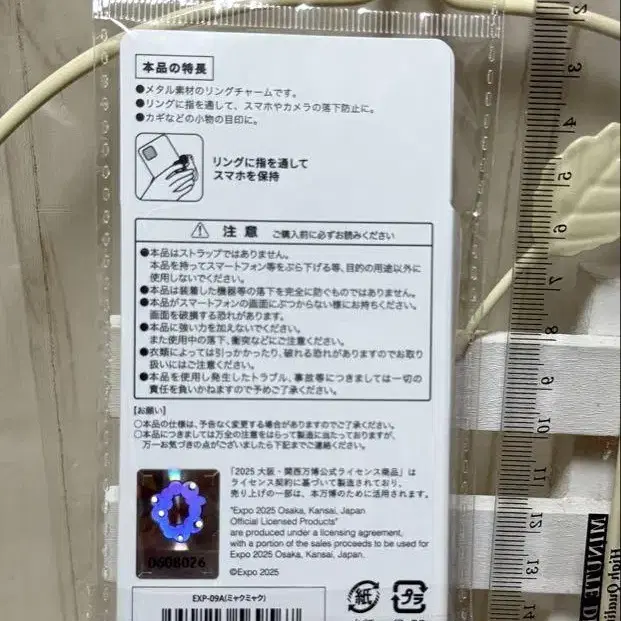 本品の特長
●メタル素材のリングチャームです。
●リングに指を通して、スマホやカメラの落下防止に。
●カギなどの小物の目印に。
リングに指を通して
スマホを保持
注 意 ご購入前に必ずお読みください
●本品はストラップではありません。
本品を持ってスマートフォン等をぶら下げる等、目的の用途以外に
使用しないでください。
●本品は装着した機器等の落下を完全に防ぐものではありません。
●本品がスマートフォンの画面にぶつからない様にお持ちください。
画面を破損する恐れがあります。
●本品に強い力を加えないでください。
また使用中の落下、衝突などにご注意ください。
●衣類によっては引っかかったり、破れる恐れがありますのでお取り
扱いにはご注意ください。
●本品を使用し発生したトラブル、事故等につきましては一切の
責任を負いかねますので予めご了承ください。
【お願い】
○本品の仕様は、予告なく変更する場合がありますのでご了承ください。
○本品につきましては万全の注意をはらって製造に当たっておりますが、
万一お気づきの点がございましたら下記までご連絡ください。
「2025 大阪・関西万博公式ライセンス商品」は
ライセンス契約に基づいて製造されており、
売り上げの一部は、本万博のために活用されます。
"Expo 2025 Osaka, Kansai, Japan
Official Licensed Products"
are produced under a licensing agreement,
with a portion of the sales proceeds to be used for
Expo 2025 Osaka, Kansai, Japan.
©Expo 2025
0608026
EXP-09A(ミャクミャク)
紙
プラ
2
3
4
5
6
7
8
9
10
11
12
13
14
MINUTE D
High Quali